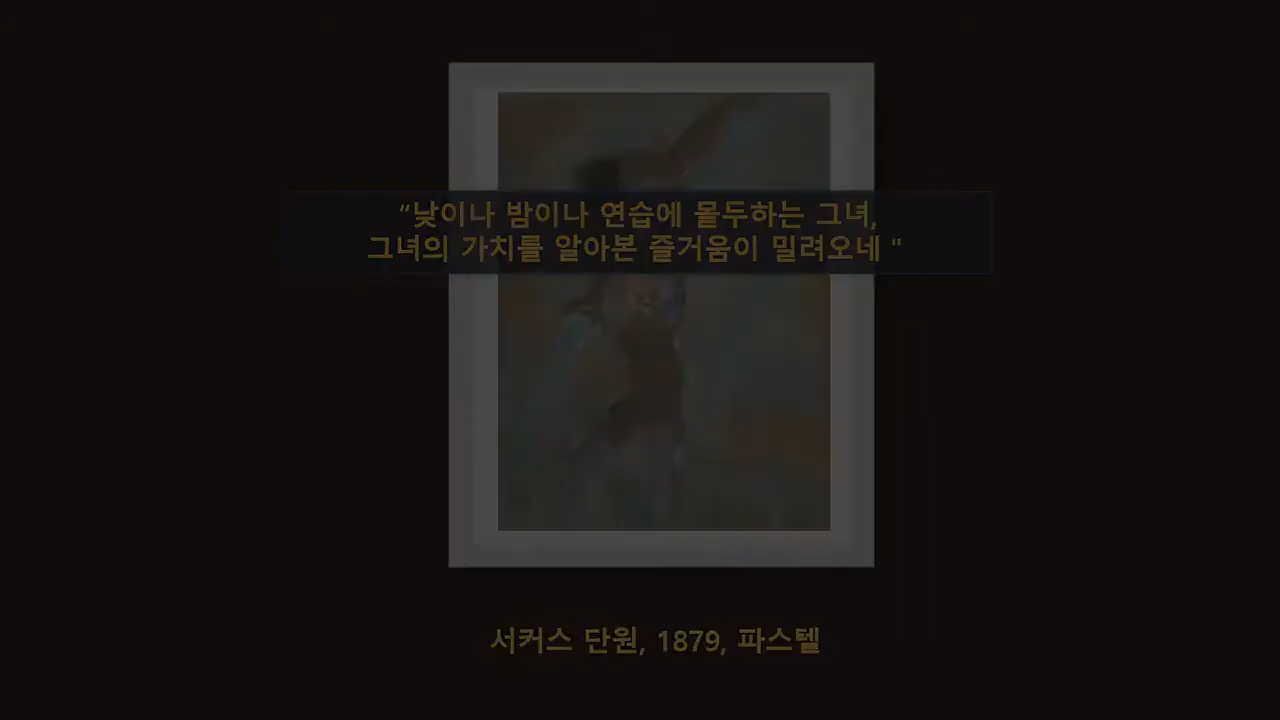 “낮이나 밤이나 연습에 몰두하는 그녀,
그녀의 가치를 알아본 즐거움이 밀려오네 "
서커스 단원, 1879, 파스텔